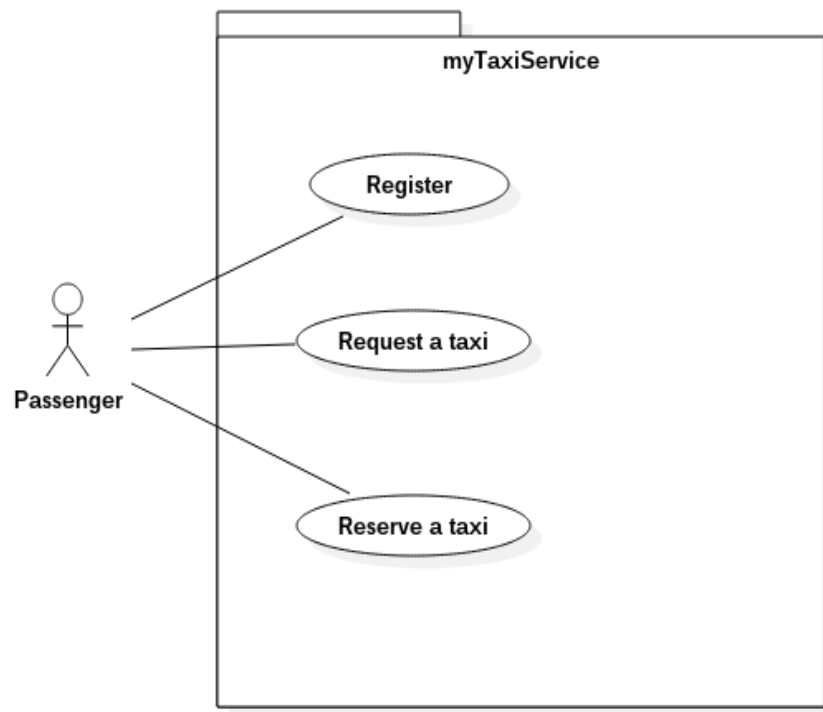 myTaxiService
Register
Request a taxi
Passenger
Reserve a taxi